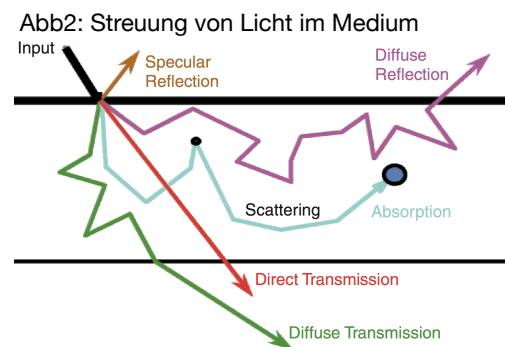 Abb2: Streuung von Licht im Medium
Input
Specular
Reflection
Diffuse
Reflection
Scattering
Absorption
Direct Transmission
Diffuse Transmission